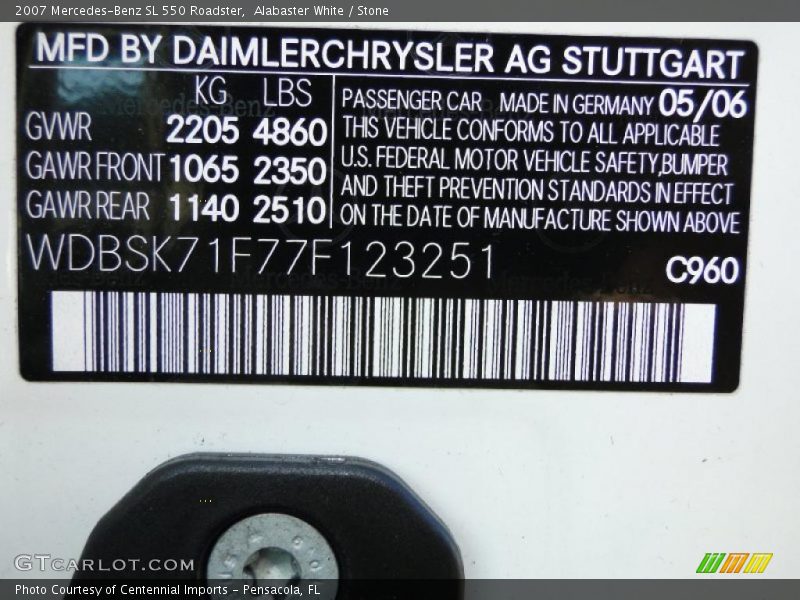 2007 Mercedes-Benz SL 550 Roadster,  Alabaster White / Stone
MFD BY DAIMLERCHRYSLER AG STUTTGART
KG LBS
GVWR 2205 4860
GAWR FRONT 1065 2350
GAWR REAR 1140 2510
PASSENGER CAR MADE IN GERMANY 05/06
THIS VEHICLE CONFORMS TO ALL APPLICABLE
U.S. FEDERAL MOTOR VEHICLE SAFETY,BUMPER
AND THEFT PREVENTION STANDARDS IN EFFECT
ON THE DATE OF MANUFACTURE SHOWN ABOVE
WDBSK71F77F123251
C960
GTCARLOT.COM
Photo Courtesy of Centennial Imports - Pensacola, FL